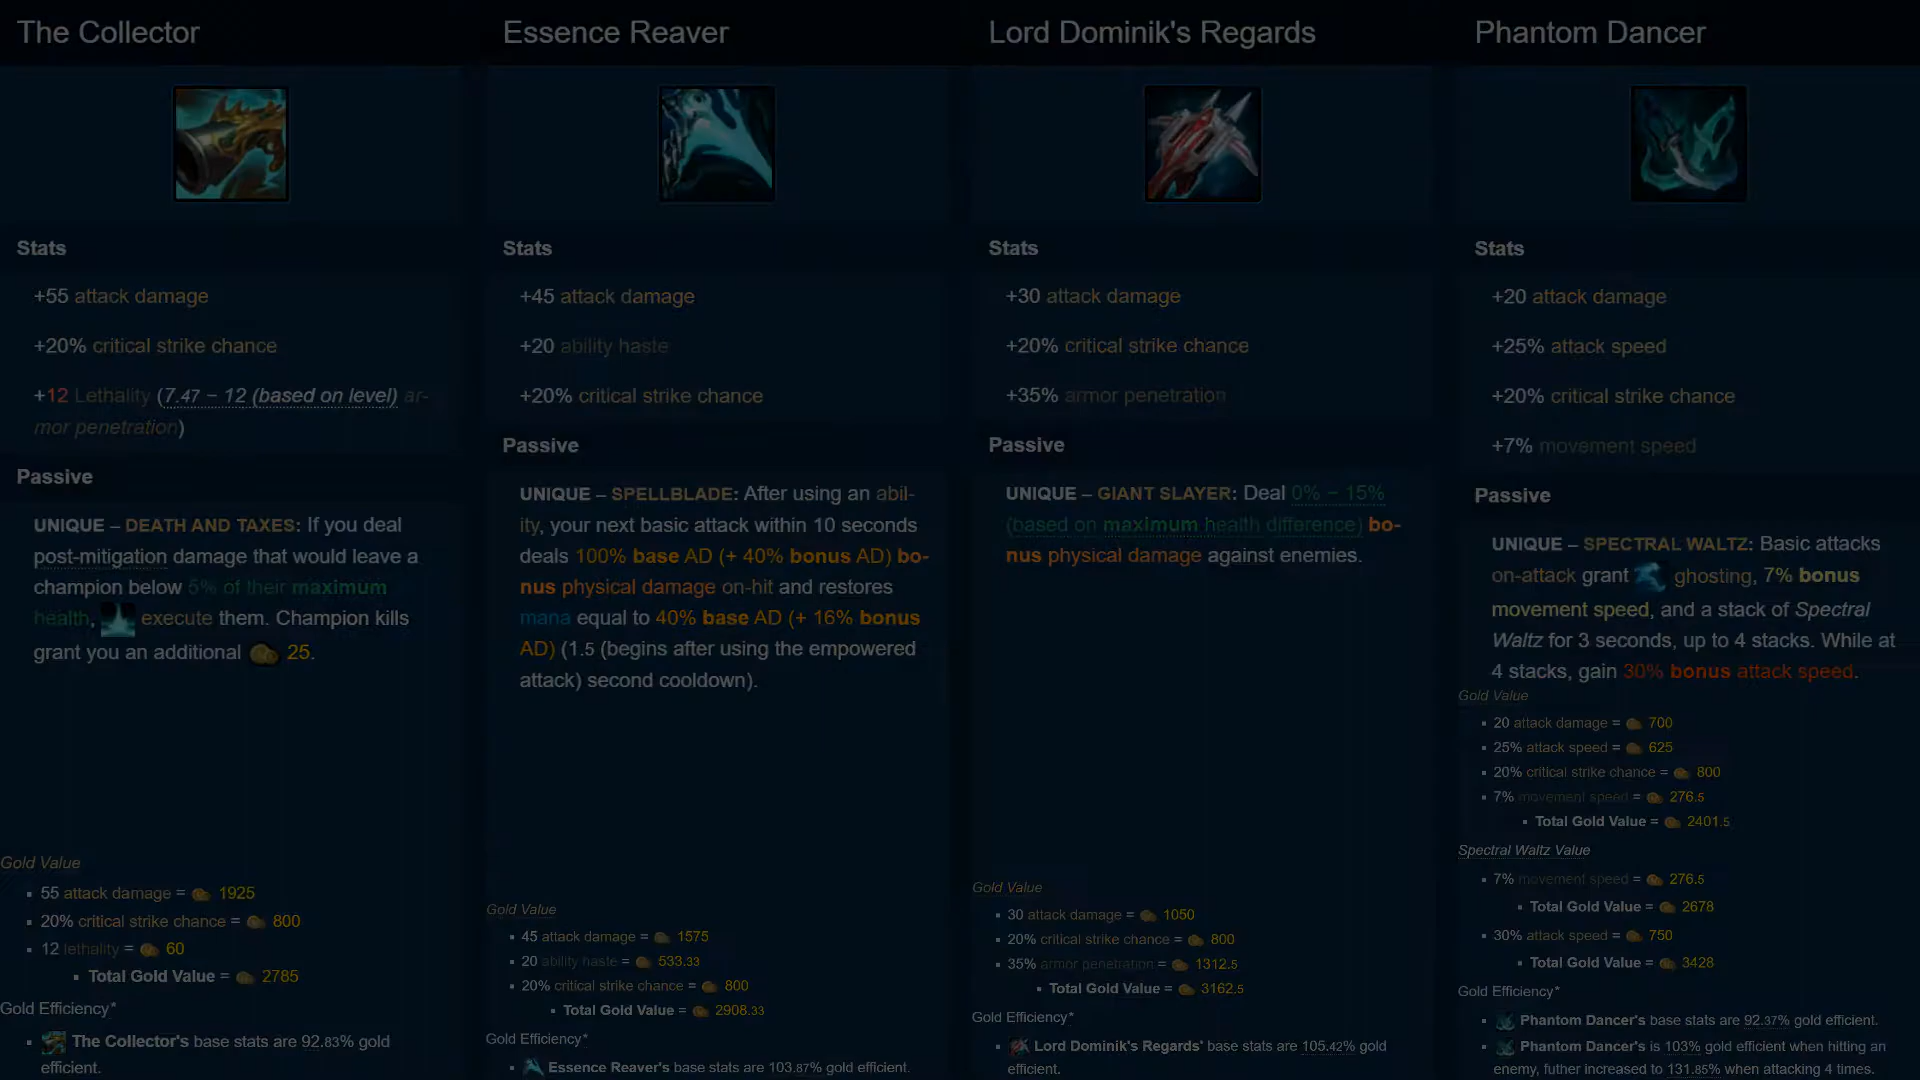 The Collector
Stats
+55 attack damage
+20% critical strike chance
+12 Lethality (7.47 − 12 (based on level) ar-
mor penetration)
Passive
UNIQUE – DEATH AND TAXES: If you deal
post-mitigation damage that would leave a
champion below 5% of their maximum
health, execute them. Champion kills
grant you an additional 25.
Gold Value
55 attack damage = 1925
20% critical strike chance = 800
12 lethality = 60
Total Gold Value = 2785
Gold Efficiency*
The Collector's base stats are 92.83% gold
efficient.
Essence Reaver
Stats
+45 attack damage
+20 ability haste
+20% critical strike chance
Passive
UNIQUE – SPELLBLADE: After using an abil-
ity, your next basic attack within 10 seconds
deals 100% base AD (+ 40% bonus AD) bo-
nus physical damage on-hit and restores
mana equal to 40% base AD (+ 16% bonus
AD) (1.5 (begins after using the empowered
attack) second cooldown).
Gold Value
45 attack damage = 1575
20 ability haste = 533.33
20% critical strike chance = 800
Total Gold Value = 2908.33
Gold Efficiency*
Essence Reaver's base stats are 103.87% gold efficient.
Lord Dominik's Regards
Stats
+30 attack damage
+20% critical strike chance
+35% armor penetration
Passive
UNIQUE – GIANT SLAYER: Deal 0% − 15%
(based on maximum health difference) bo-
nus physical damage against enemies.
Gold Value
30 attack damage = 1050
20% critical strike chance = 800
35% armor penetration = 1312.5
Total Gold Value = 3162.5
Gold Efficiency*
Lord Dominik's Regards' base stats are 105.42% gold
efficient.
Phantom Dancer
Stats
+20 attack damage
+25% attack speed
+20% critical strike chance
+7% movement speed
Passive
UNIQUE – SPECTRAL WALTZ: Basic attacks
on-attack grant ghosting, 7% bonus
movement speed, and a stack of Spectral
Waltz for 3 seconds, up to 4 stacks. While at
4 stacks, gain 30% bonus attack speed.
Gold Value
20 attack damage = 700
25% attack speed = 625
20% critical strike chance = 800
7% movement speed = 276.5
Total Gold Value = 2401.5
Spectral Waltz Value
7% movement speed = 276.5
Total Gold Value = 2678
30% attack speed = 750
Total Gold Value = 3428
Gold Efficiency*
Phantom Dancer's base stats are 92.37% gold efficient.
Phantom Dancer's is 103% gold efficient when hitting an
enemy, futher increased to 131.85% when attacking 4 times.